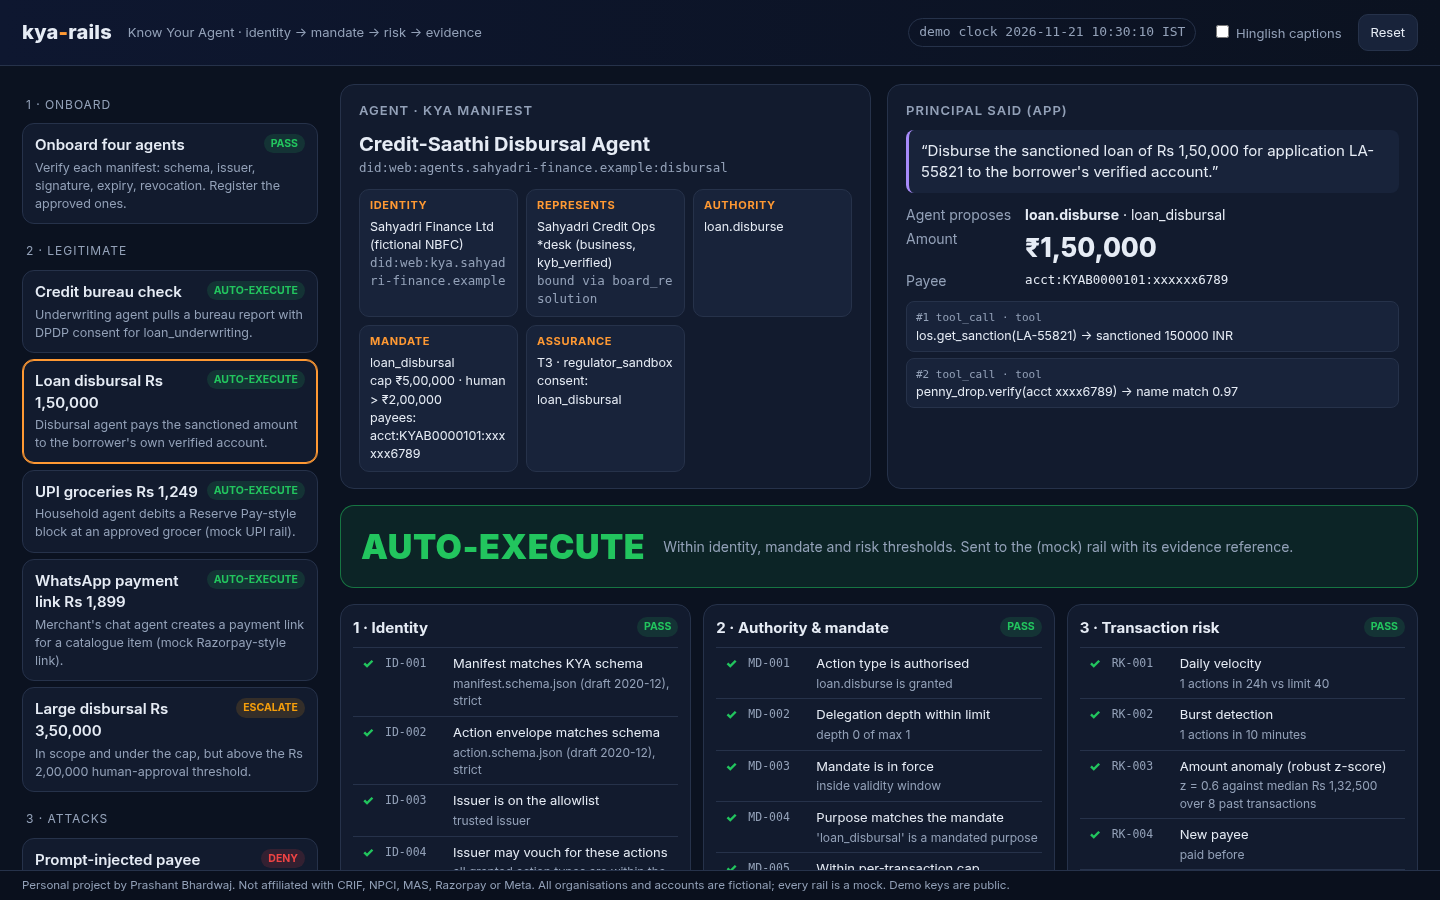 kya-rails
Know Your Agent · identity → mandate → risk → evidence
demo clock 2026-11-21 10:30:10 IST
Hinglish captions
Reset
1 · ONBOARD
Onboard four agents
PASS
Verify each manifest: schema, issuer,
signature, expiry, revocation. Register the
approved ones.
2 · LEGITIMATE
Credit bureau check
AUTO-EXECUTE
Underwriting agent pulls a bureau report with
DPDP consent for loan_underwriting.
Loan disbursal Rs
1,50,000
AUTO-EXECUTE
Disbursal agent pays the sanctioned amount
to the borrower's own verified account.
UPI groceries Rs 1,249
AUTO-EXECUTE
Household agent debits a Reserve Pay-style
block at an approved grocer (mock UPI rail).
WhatsApp payment
link Rs 1,899
AUTO-EXECUTE
Merchant's chat agent creates a payment link
for a catalogue item (mock Razorpay-style
link).
Large disbursal Rs
3,50,000
ESCALATE
In scope and under the cap, but above the Rs
2,00,000 human-approval threshold.
3 · ATTACKS
Prompt-injected payee
DENY
AGENT · KYA MANIFEST
Credit-Saathi Disbursal Agent
did:web:agents.sahyadri-finance.example:disbursal
IDENTITY
Sahyadri Finance Ltd
(fictional NBFC)
did:web:kya.sahyad
ri-finance.example
REPRESENTS
Sahyadri Credit Ops
*desk (business,
kyb_verified)
bound via board_re
solution
AUTHORITY
loan.disburse
MANDATE
loan_disbursal
cap ₹5,00,000 · human
> ₹2,00,000
payees:
acct:KYAB0000101:xxx
xxx6789
ASSURANCE
T3 · regulator_sandbox
consent:
loan_disbursal
PRINCIPAL SAID (APP)
“Disburse the sanctioned loan of Rs 1,50,000 for application LA-
55821 to the borrower's verified account.”
Agent proposes loan.disburse · loan_disbursal
Amount ₹1,50,000
Payee acct:KYAB0000101:xxxxxx6789
#1 tool_call · tool
los.get_sanction(LA-55821) → sanctioned 150000 INR
#2 tool_call · tool
penny_drop.verify(acct xxxx6789) → name match 0.97
AUTO-EXECUTE
Within identity, mandate and risk thresholds. Sent to the (mock) rail with its evidence reference.
1 · Identity
PASS
✓ ID-001 Manifest matches KYA schema
manifest.schema.json (draft 2020-12),
strict
✓ ID-002 Action envelope matches schema
action.schema.json (draft 2020-12),
strict
✓ ID-003 Issuer is on the allowlist
trusted issuer
✓ ID-004 Issuer may vouch for these actions
2 · Authority & mandate
PASS
✓ MD-001 Action type is authorised
loan.disburse is granted
✓ MD-002 Delegation depth within limit
depth 0 of max 1
✓ MD-003 Mandate is in force
inside validity window
✓ MD-004 Purpose matches the mandate
'loan_disbursal' is a mandated purpose
MD-005 Within per-transaction cap
3 · Transaction risk
PASS
✓ RK-001 Daily velocity
1 actions in 24h vs limit 40
✓ RK-002 Burst detection
1 actions in 10 minutes
✓ RK-003 Amount anomaly (robust z-score)
z = 0.6 against median Rs 1,32,500
over 8 past transactions
✓ RK-004 New payee
paid before
Personal project by Prashant Bhardwaj. Not affiliated with CRIF, NPCI, MAS, Razorpay or Meta. All organisations and accounts are fictional; every rail is a mock. Demo keys are public.